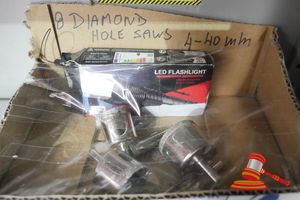 8 DIAMOND
HOLE SAWS
4-40mm
LED FLASHLIGHT